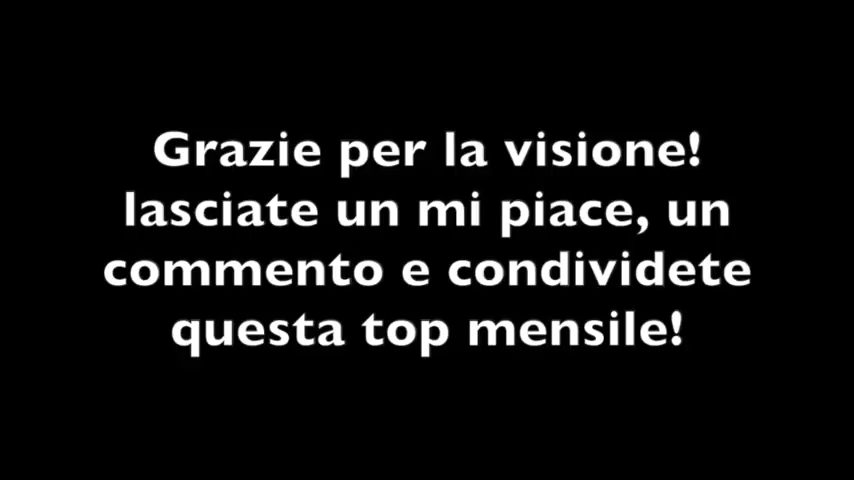 Grazie per la visione!
lasciate un mi piace, un
commento e condividete
questa top mensile!